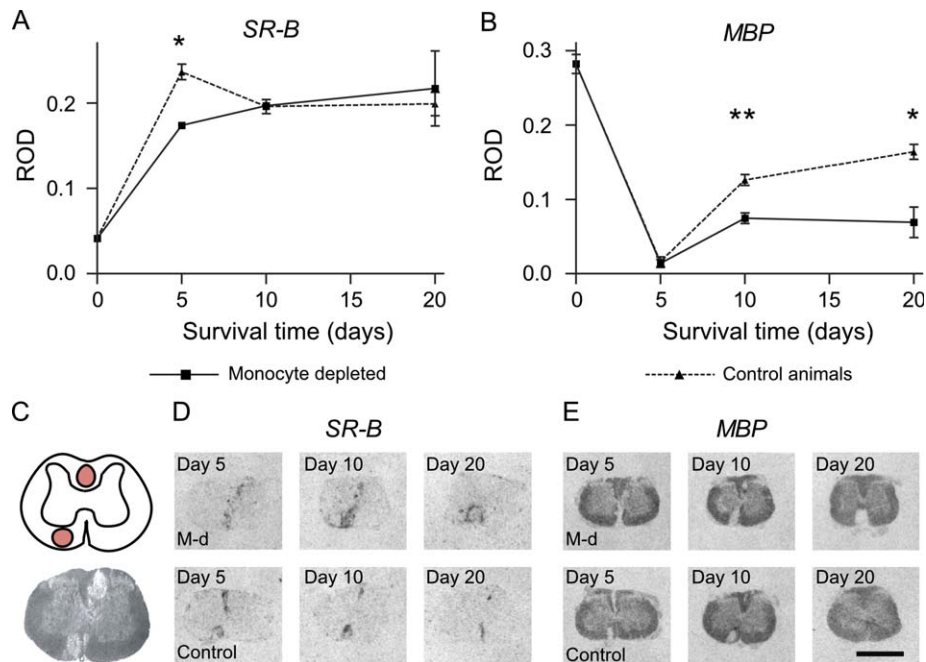 A
SR-B
*
ROD
0.2
0.1
0.0
0
5
10
20
Survival time (days)
B
MBP
**
*
ROD
0.3
0.2
0.1
0.0
0
5
10
20
Survival time (days)
Monocyte depleted
Control animals
C
D
SR-B
Day 5
Day 10
Day 20
M-d
Day 5
Day 10
Day 20
Control
E
MBP
Day 5
Day 10
Day 20
M-d
Day 5
Day 10
Day 20
Control